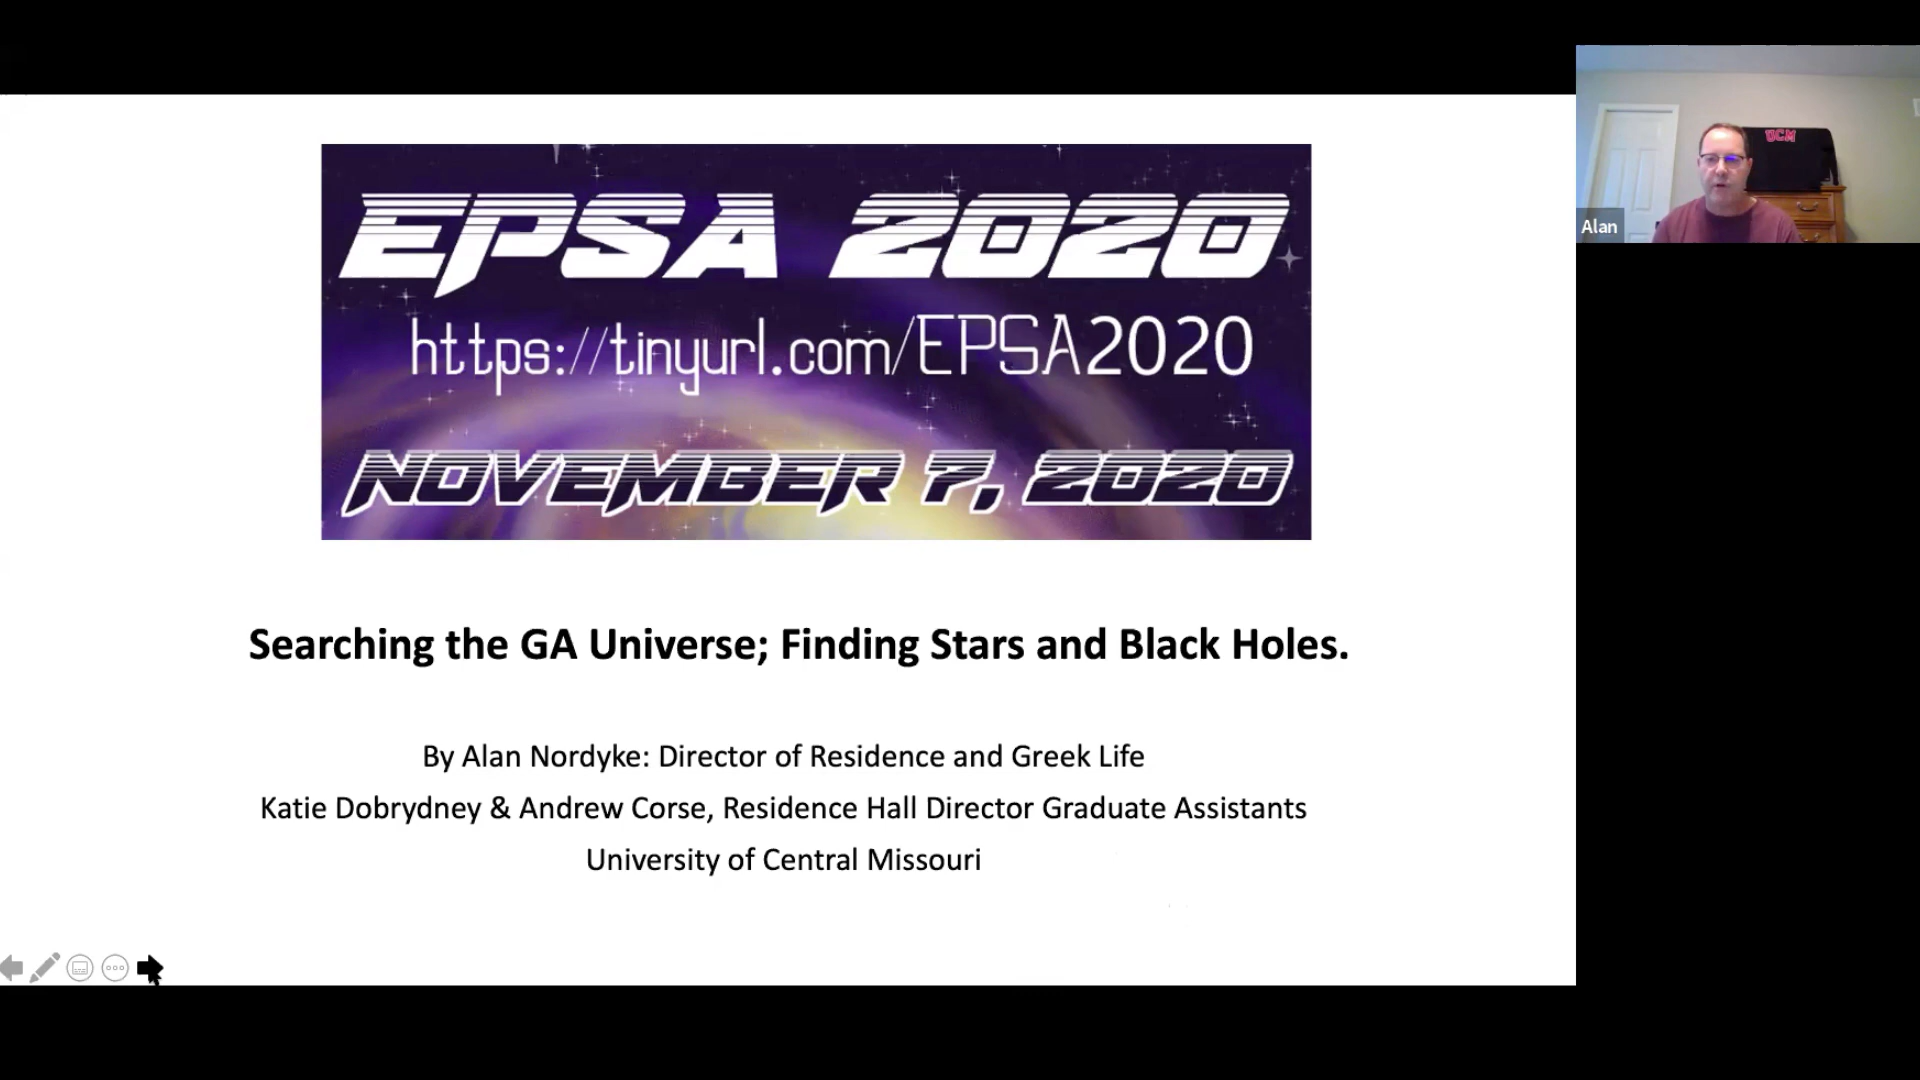 EPSA 2020
https://tinyurl.com/EPSA2020
NOVEMBER 7, 2020
Searching the GA Universe; Finding Stars and Black Holes.
By Alan Nordyke: Director of Residence and Greek Life
Katie Dobrydney & Andrew Corse, Residence Hall Director Graduate Assistants
University of Central Missouri
UCM
Alan